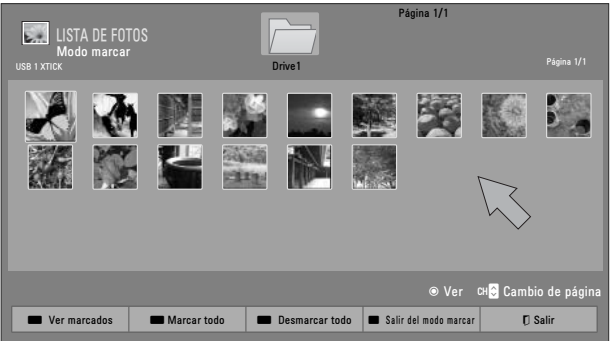 Página 1/1
LISTA DE FOTOS
Modo marcar
USB 1 XTICK
Drive1
Página 1/1
Ver CH Cambio de página
Ver marcados
Marcar todo
Desmarcar todo
Salir del modo marcar
Salir